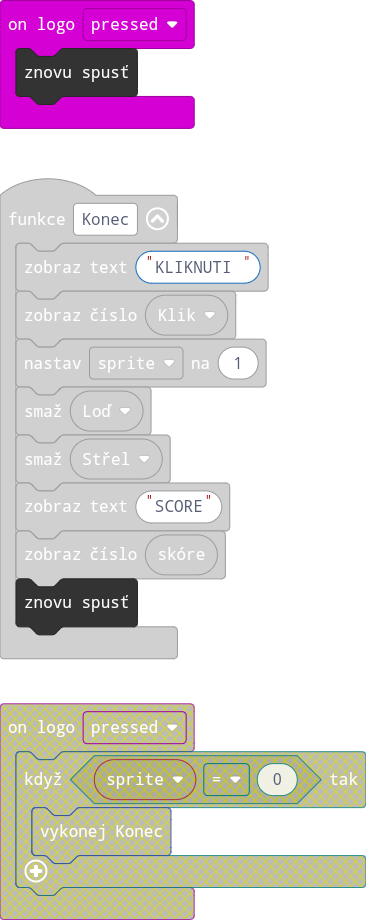 on logo pressed
znovu spusť
funkce Konec
zobraz text "KLIKNUTI "
zobraz číslo Klik
nastav sprite na 1
smaž Loď
smaž Střel
zobraz text "SCORE"
zobraz číslo skóre
znovu spusť
on logo pressed
když sprite = 0 tak
vykonej Konec